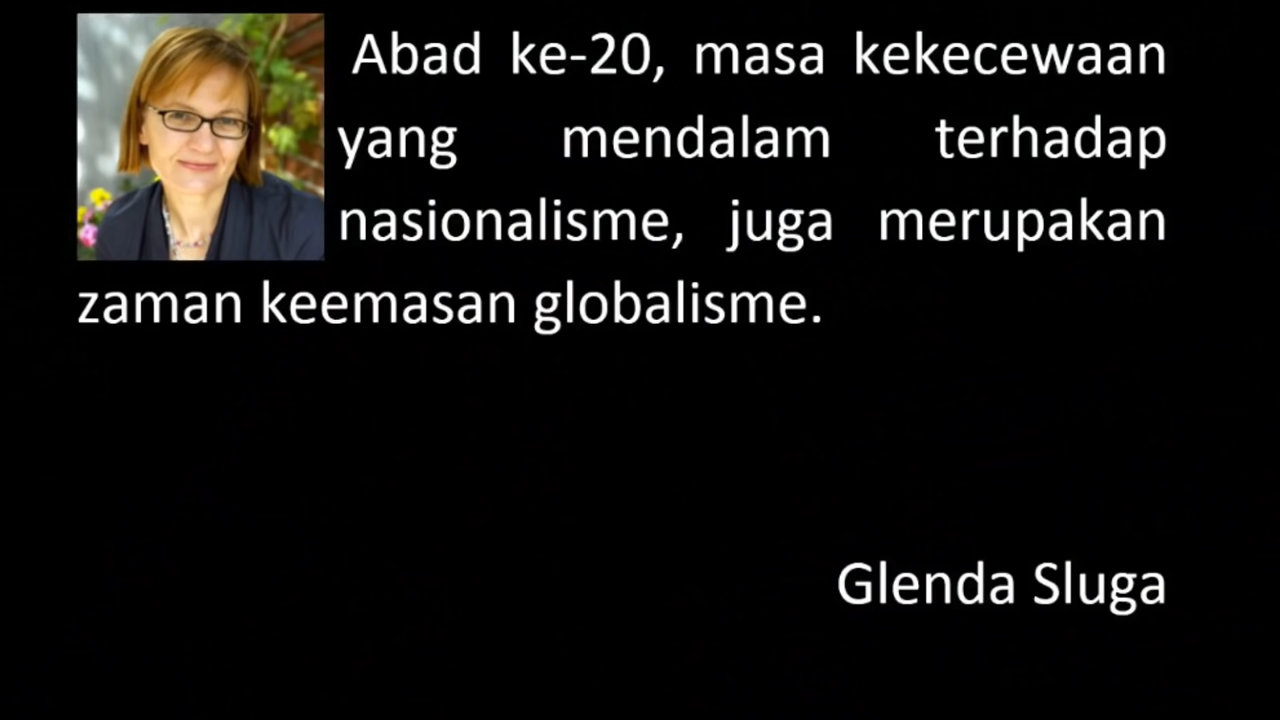 Abad ke-20, masa kekecewaan
yang mendalam terhadap
nasionalisme, juga merupakan
zaman keemasan globalisme.
Glenda Sluga